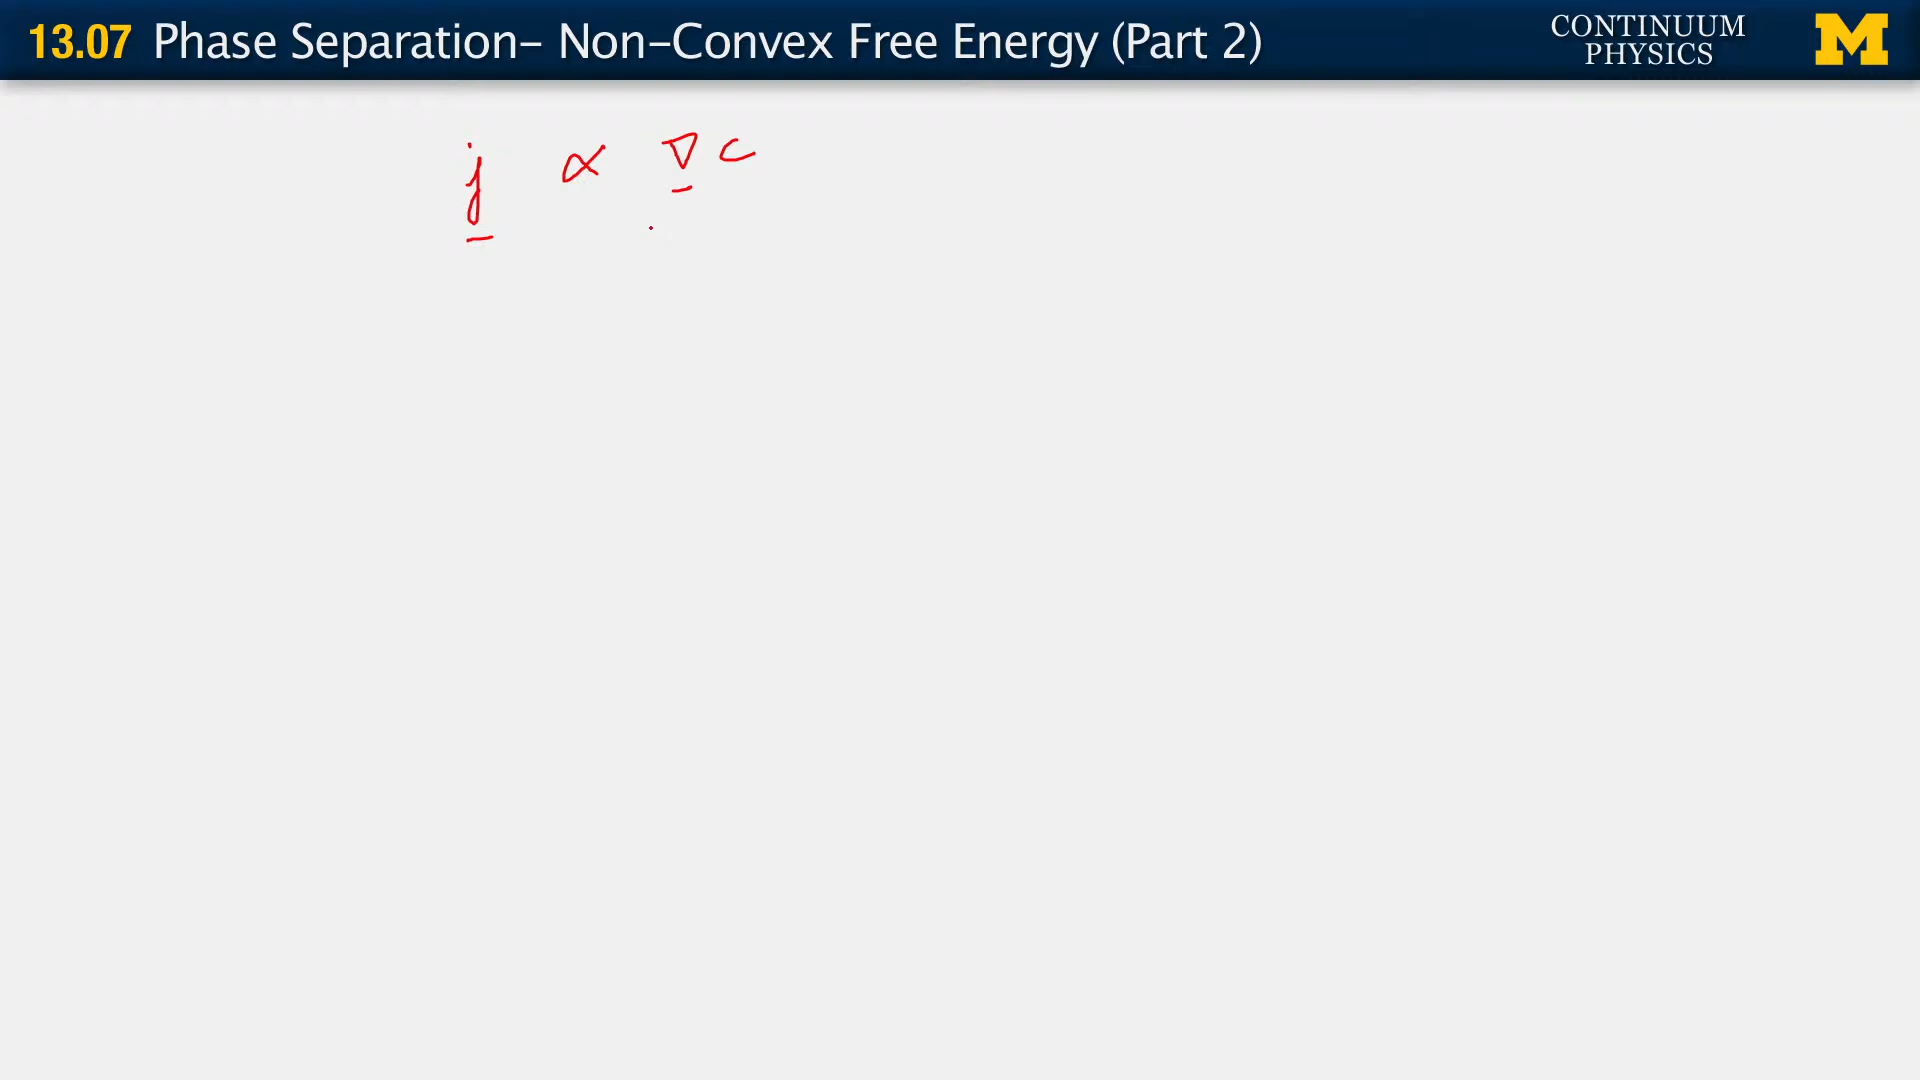 13.07 Phase Separation– Non–Convex Free Energy (Part 2)
CONTINUUM
PHYSICS
M
j ∝ ∇ c